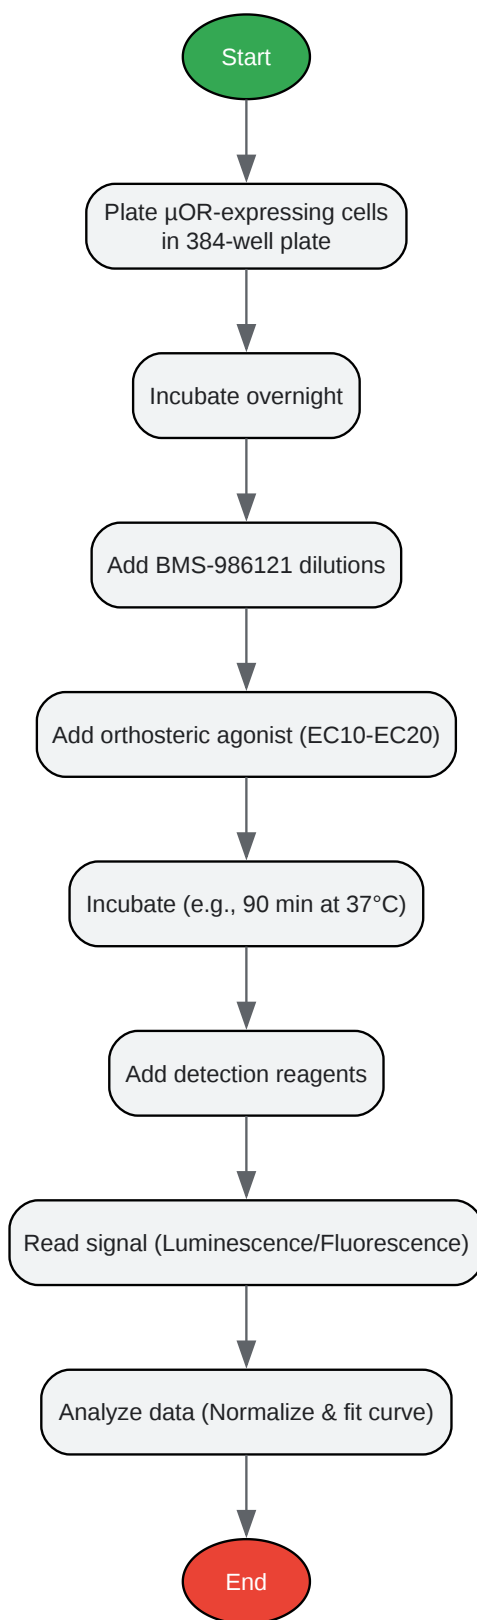 Start
Plate µOR-expressing cells
in 384-well plate
Incubate overnight
Add BMS-986121 dilutions
Add orthosteric agonist (EC10-EC20)
Incubate (e.g., 90 min at 37°C)
Add detection reagents
Read signal (Luminescence/Fluorescence)
Analyze data (Normalize & fit curve)
End